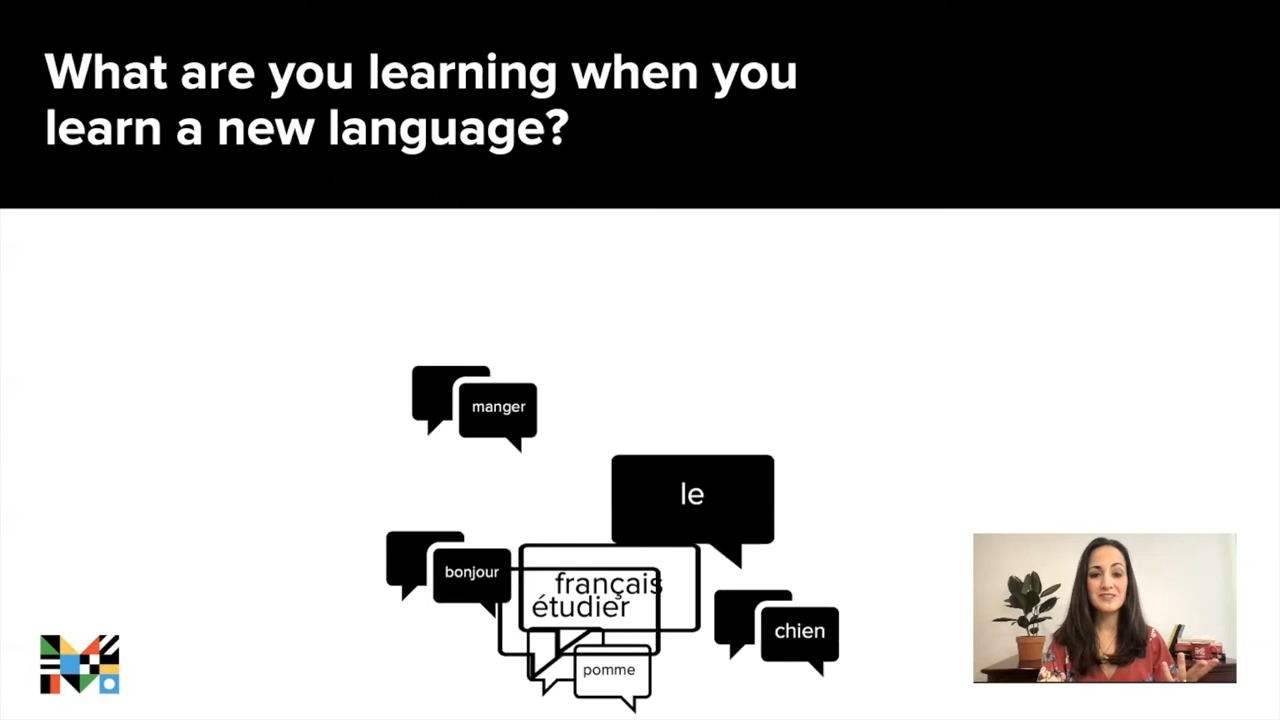 What are you learning when you
learn a new language?
manger
le
bonjour
français
étudier
chien
pomme